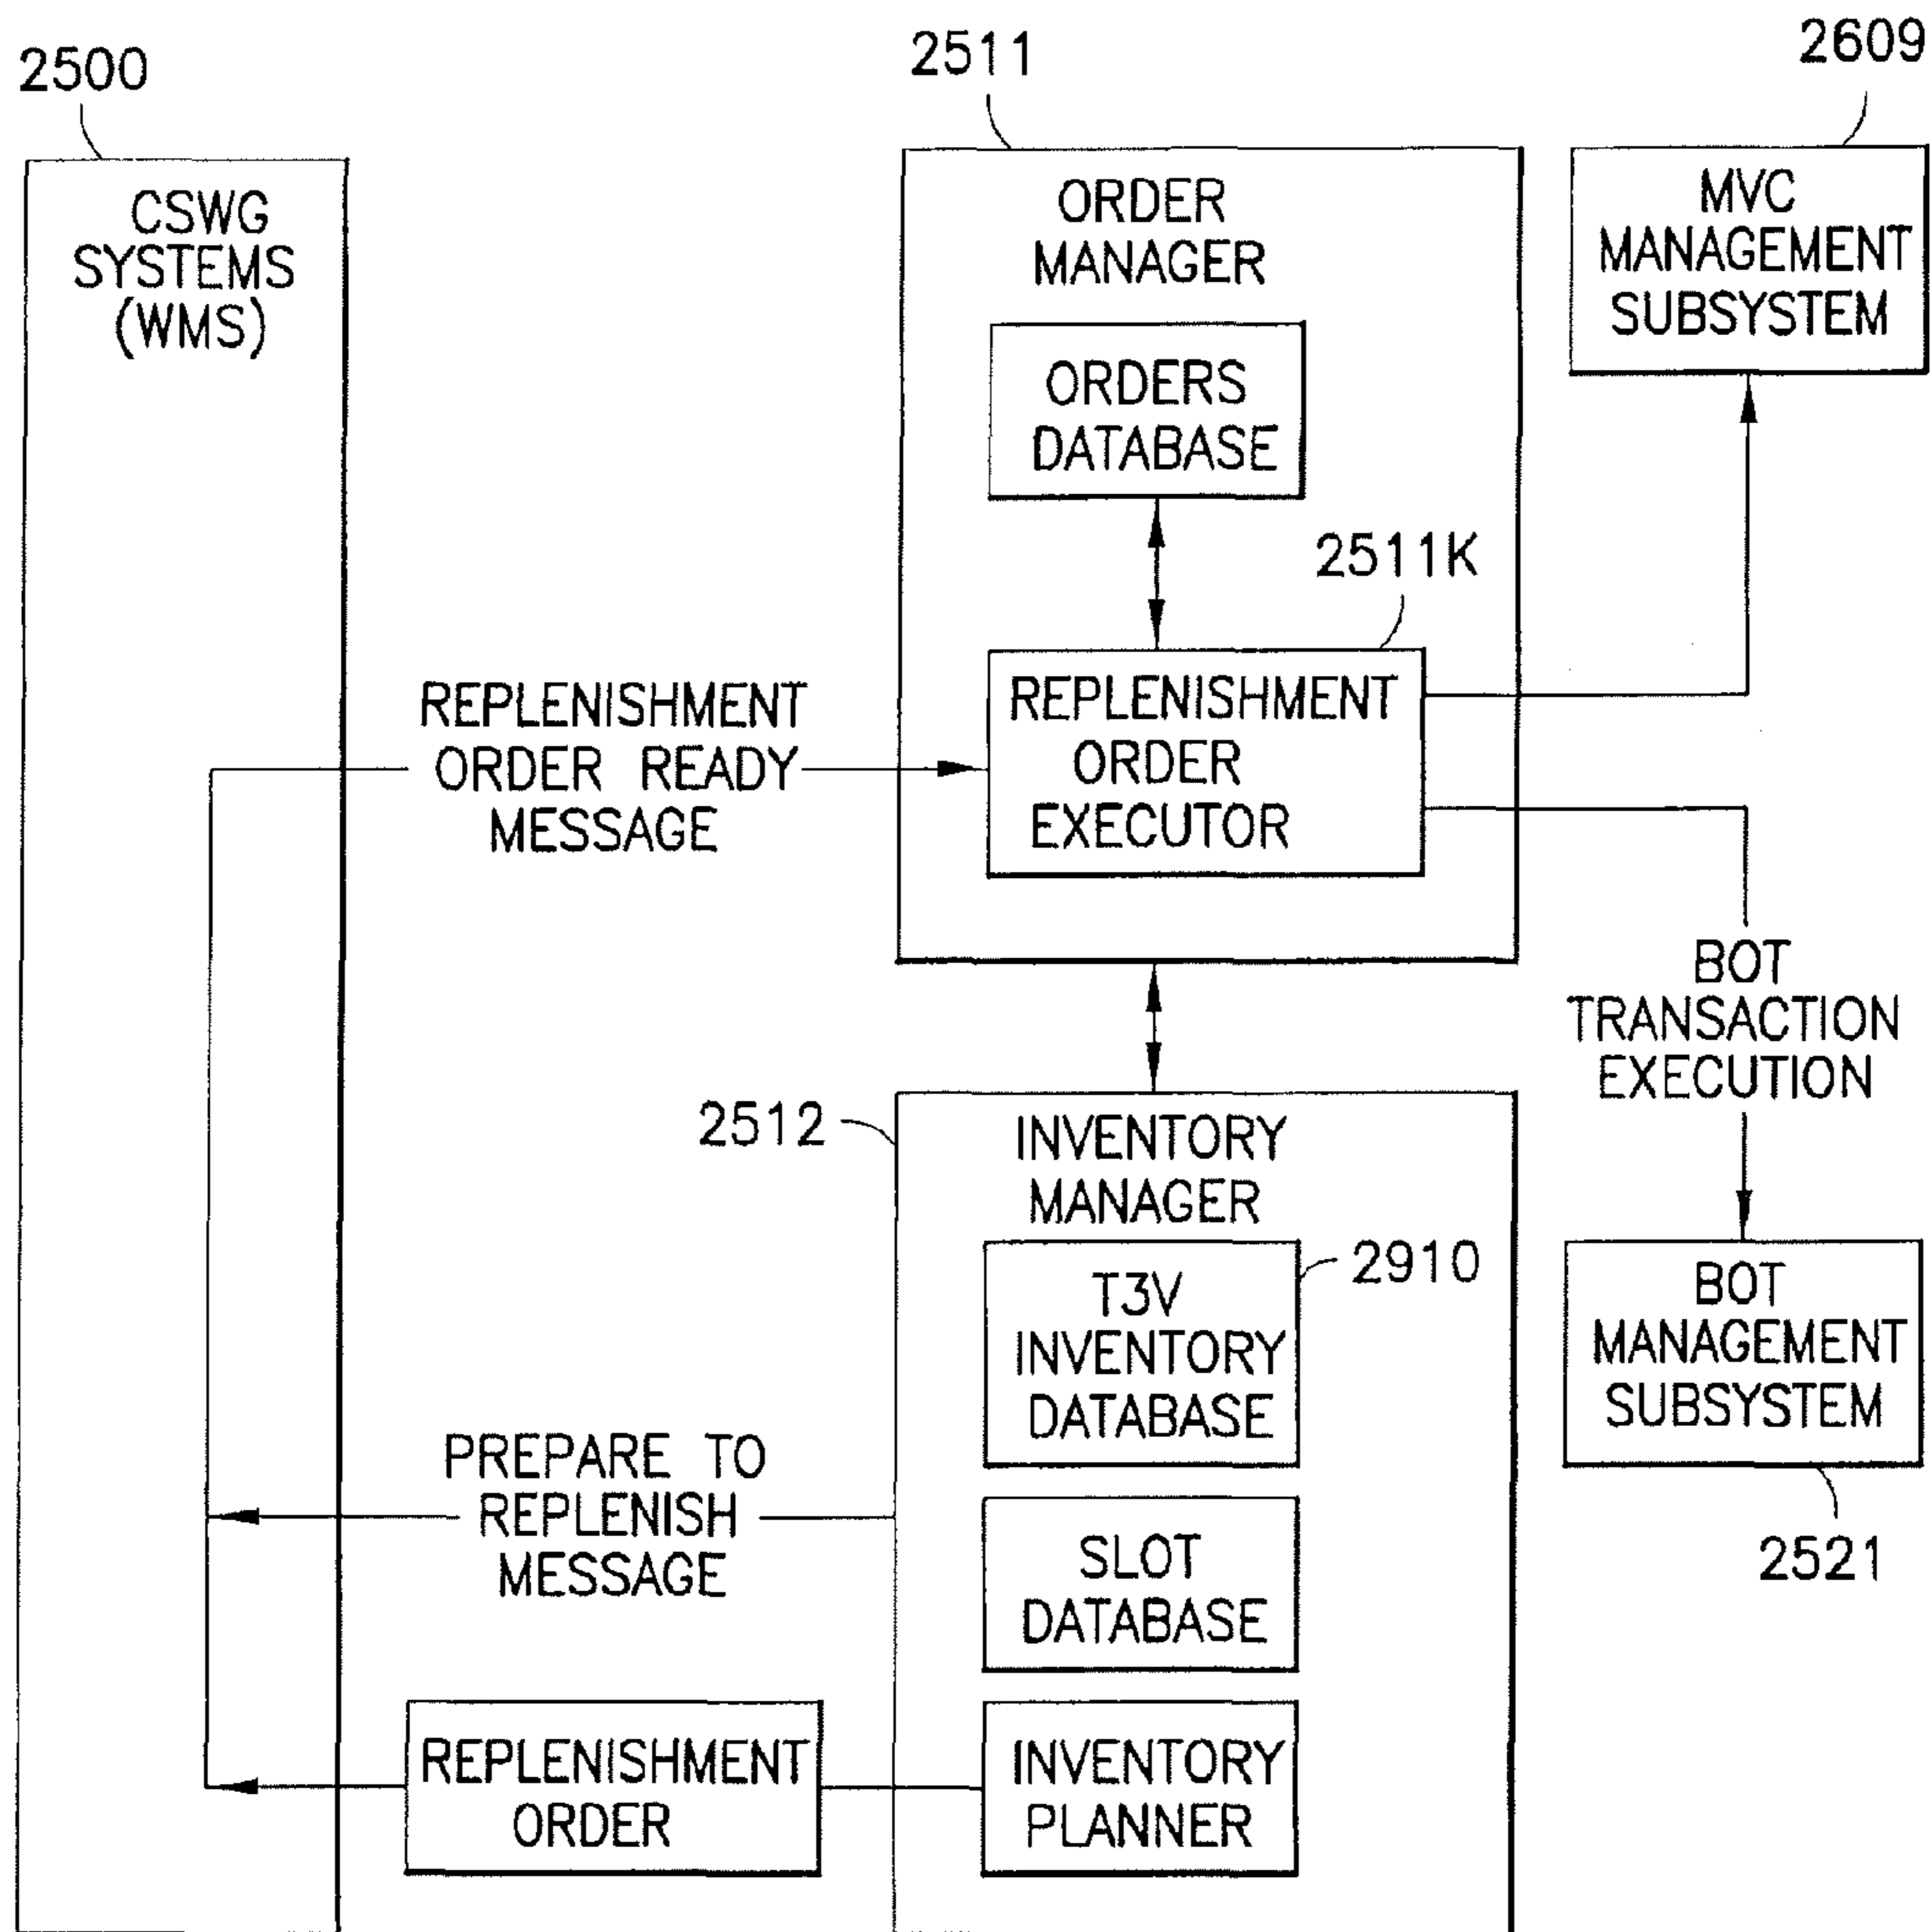 2500
2511
2609
CSWG
SYSTEMS
(WMS)
ORDER
MANAGER
MVC
MANAGEMENT
SUBSYSTEM
ORDERS
DATABASE
2511K
REPLENISHMENT
ORDER READY
MESSAGE
REPLENISHMENT
ORDER
EXECUTOR
BOT
TRANSACTION
EXECUTION
2512
INVENTORY
MANAGER
T3V
INVENTORY
DATABASE
2910
BOT
MANAGEMENT
SUBSYSTEM
2521
PREPARE TO
REPLENISH
MESSAGE
SLOT
DATABASE
REPLENISHMENT
ORDER
INVENTORY
PLANNER